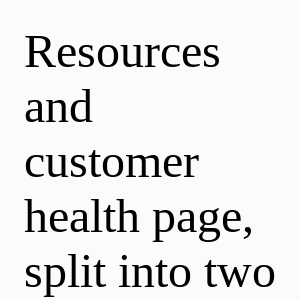 Resources
and
customer
health page,
split into two